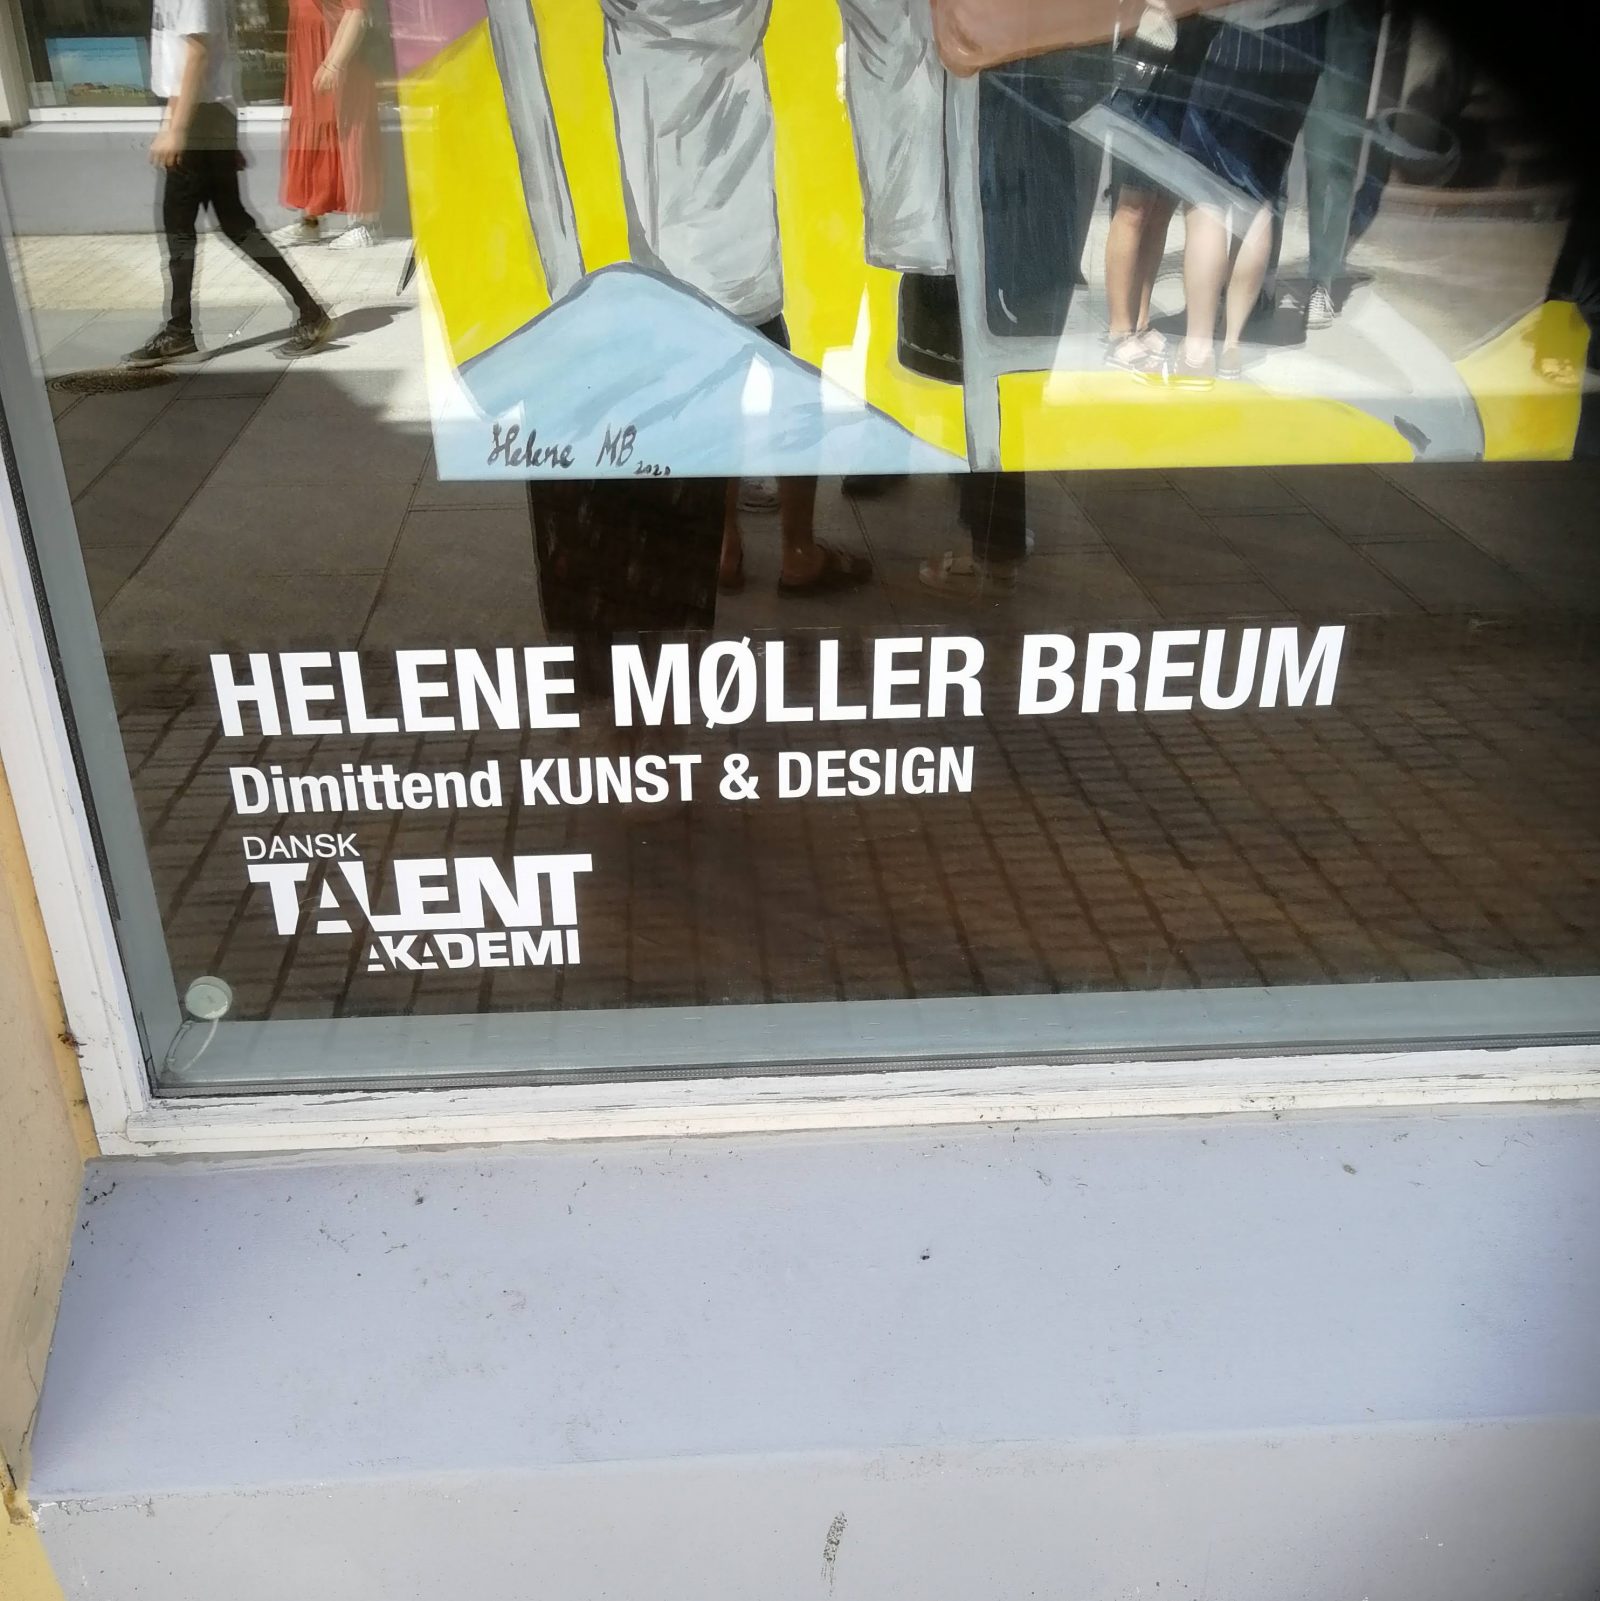 Helene MB
2020
HELENE MØLLER BREUM
Dimittend KUNST & DESIGN
DANSK
TALENT
AKADEMI